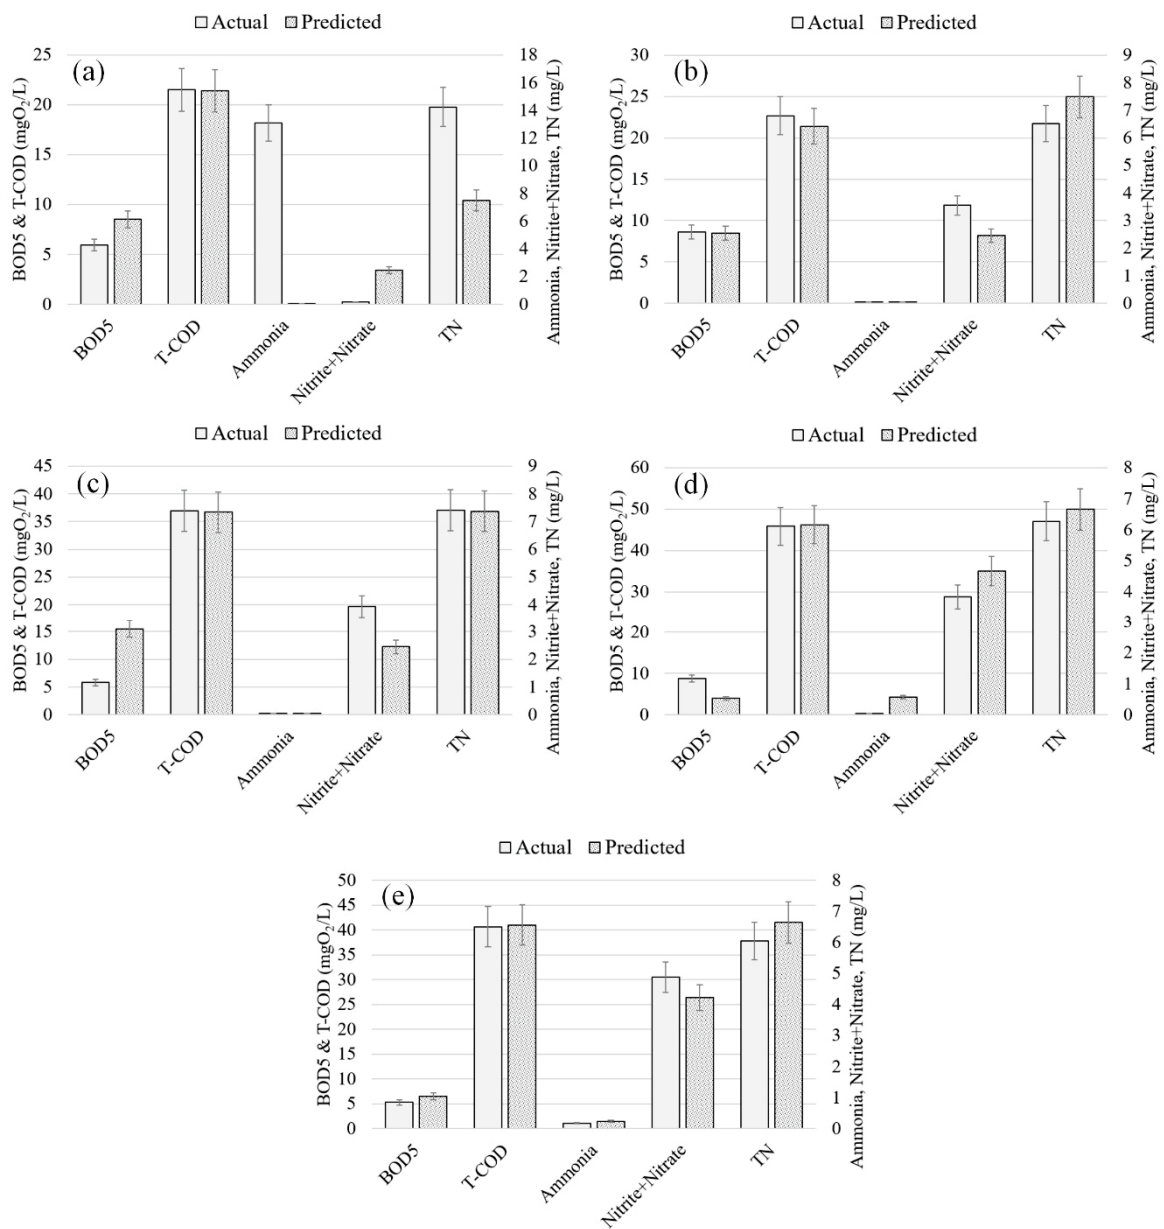 Actual Predicted
(a)
BOD5 & T-COD (mgO₂/L)
25
20
15
10
5
0
18
16
14
12
10
8
6
4
2
0
Ammonia, Nitrite+Nitrate, TN (mg/L)
BOD5
T-COD
Ammonia
Nitrite+Nitrate
TN
Actual Predicted
(b)
BOD5 & T-COD (mgO₂/L)
30
25
20
15
10
5
0
9
8
7
6
5
4
3
2
1
0
Ammonia, Nitrite+Nitrate, TN (mg/L)
BOD5
T-COD
Ammonia
Nitrite+Nitrate
TN
Actual Predicted
(c)
BOD5 & T-COD (mgO₂/L)
45
40
35
30
25
20
15
10
5
0
9
8
7
6
5
4
3
2
1
0
Ammonia, Nitrite+Nitrate, TN (mg/L)
BOD5
T-COD
Ammonia
Nitrite+Nitrate
TN
Actual Predicted
(d)
BOD5 & T-COD (mgO₂/L)
60
50
40
30
20
10
0
8
7
6
5
4
3
2
1
0
Ammonia, Nitrite+Nitrate, TN (mg/L)
BOD5
T-COD
Ammonia
Nitrite+Nitrate
TN
Actual Predicted
(e)
BOD5 & T-COD (mgO₂/L)
50
45
40
35
30
25
20
15
10
5
0
8
7
6
5
4
3
2
1
0
Ammonia, Nitrite+Nitrate, TN (mg/L)
BOD5
T-COD
Ammonia
Nitrite+Nitrate
TN